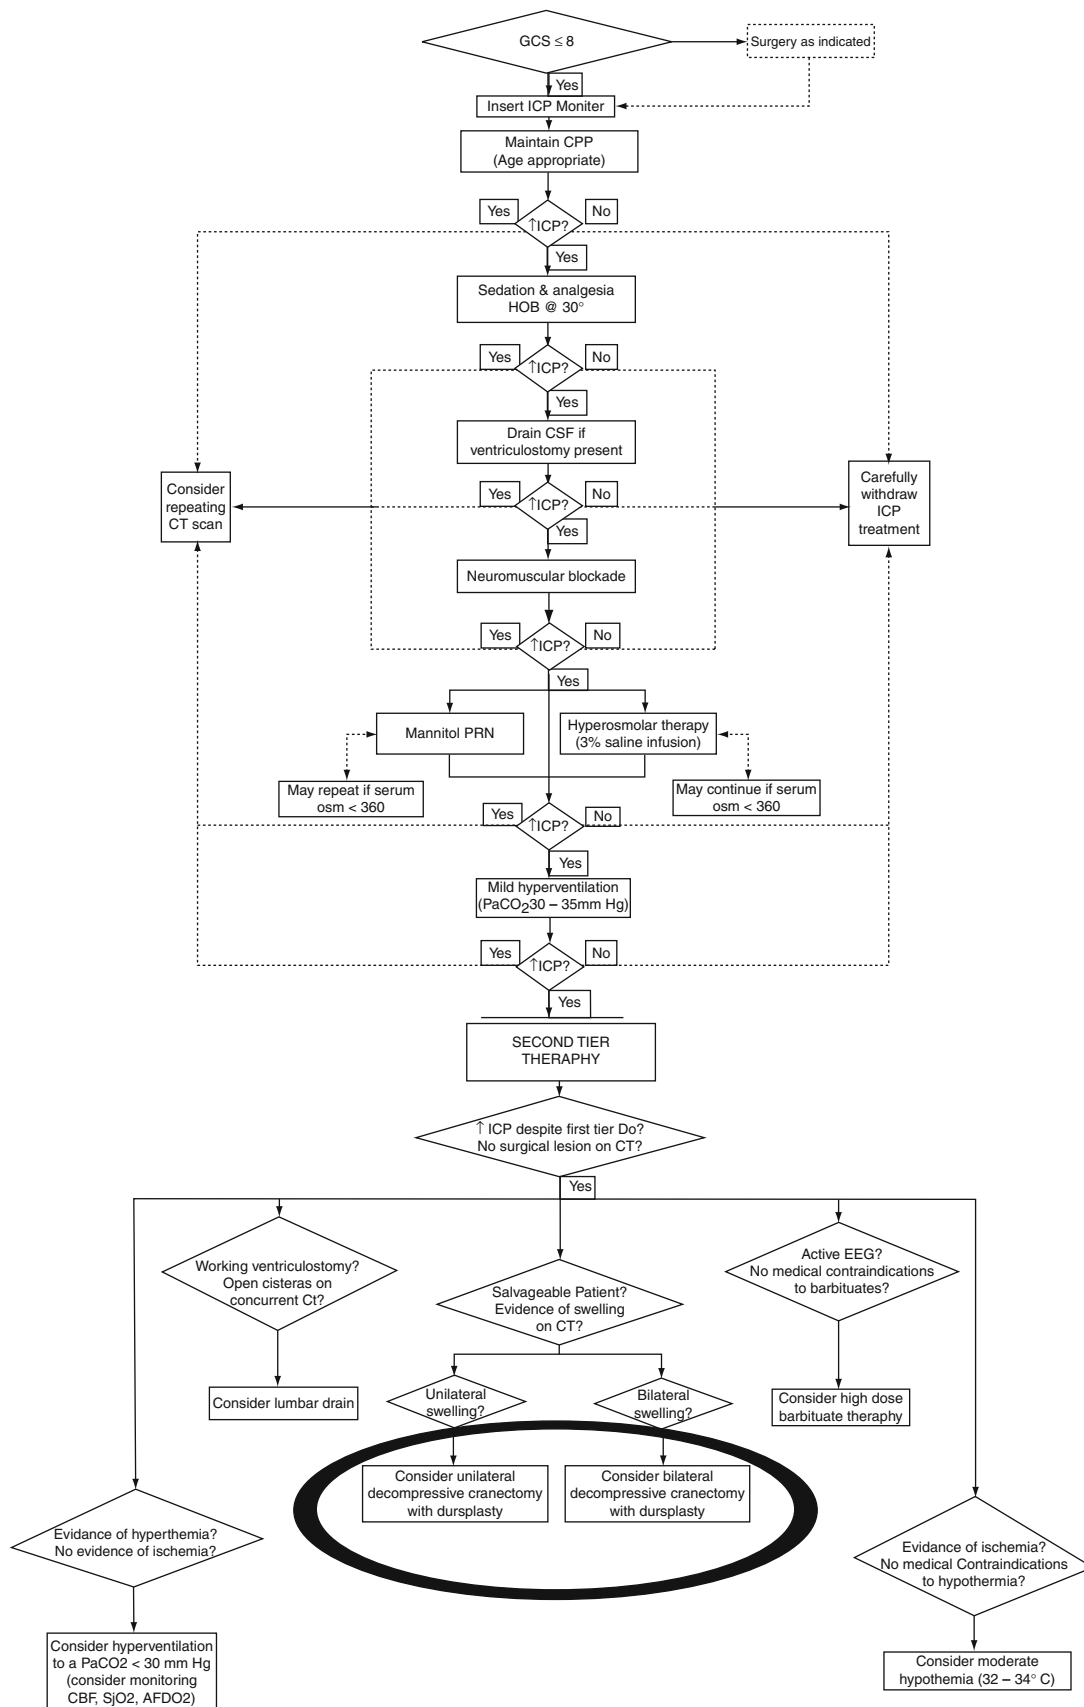 GCS ≤ 8
Surgery as indicated
Yes
Insert ICP Moniter
Maintain CPP
(Age appropriate)
Yes
No
↑ICP?
Yes
Sedation & analgesia
HOB @ 30°
Yes
No
↑ICP?
Yes
Drain CSF if
ventriculostomy present
Consider
repeating
CT scan
Yes
No
↑ICP?
Yes
Carefully
withdraw
ICP
treatment
Neuromuscular blockade
Yes
No
↑ICP?
Yes
Mannitol PRN
Hyperosmolar therapy
(3% saline infusion)
May repeat if serum
osm < 360
May continue if serum
osm < 360
Yes
No
↑ICP?
Yes
Mild hyperventilation
(PaCO230 – 35mm Hg)
Yes
No
↑ICP?
Yes
SECOND TIER
THERAPHY
↑ ICP despite first tier Do?
No surgical lesion on CT?
Yes
Working ventriculostomy?
Open cisteras on
concurrent Ct?
Salvageable Patient?
Evidence of swelling
on CT?
Active EEG?
No medical contraindications
to barbituates?
Consider lumbar drain
Unilateral
swelling?
Bilateral
swelling?
Consider high dose
barbituate theraphy
Consider unilateral
decompressive cranectomy
with dursplasty
Consider bilateral
decompressive cranectomy
with dursplasty
Evidance of hyperthemia?
No evidence of ischemia?
Evidance of ischemia?
No medical Contraindications
to hypothermia?
Consider hyperventilation
to a PaCO2 < 30 mm Hg
(consider monitoring
CBF, SjO2, AFDO2)
Consider moderate
hypothemia (32 – 34° C)